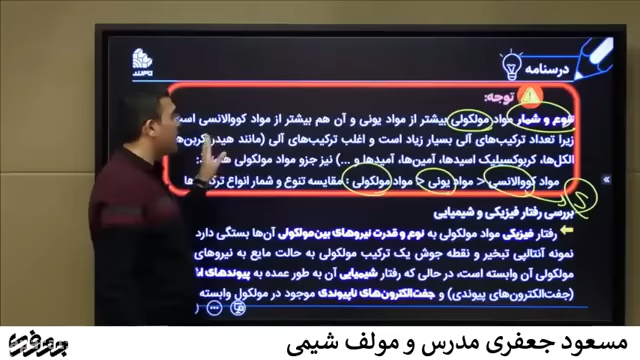 درسنامه
توجه:
تنوع و شمار مواد مولکولی بیشتر از مواد یونی و آن هم بیشتر از مواد کووالانسی است
زیرا تعداد ترکیب‌های آلی بسیار زیاد است و اغلب ترکیب‌های آلی (مانند هیدروکربن‌ها
الکل‌ها، کربوکسیلیک اسیدها، آمین‌ها، آمیدها و ...) نیز جزو مواد مولکولی
مواد کووالانسی < مواد یونی < مواد مولکولی : مقایسه تنوع و شمار انواع
بررسی رفتار فیزیکی و شیمیایی
رفتار فیزیکی مواد مولکولی به نوع و قدرت نیروهای بین‌مولکولی آن‌ها بستگی دارد
نمونه آنتالپی تبخیر و نقطه جوش یک ترکیب مولکولی به حالت مایع به نیروهای
مولکولی آن وابسته است، در حالی که رفتار شیمیایی آن به طور عمده به پیوندهای
(جفت‌الکترون‌های پیوندی) و جفت‌الکترون‌های ناپیوندی موجود در مولکول وابسته
مسعود جعفری مدرس و مولف شیمی